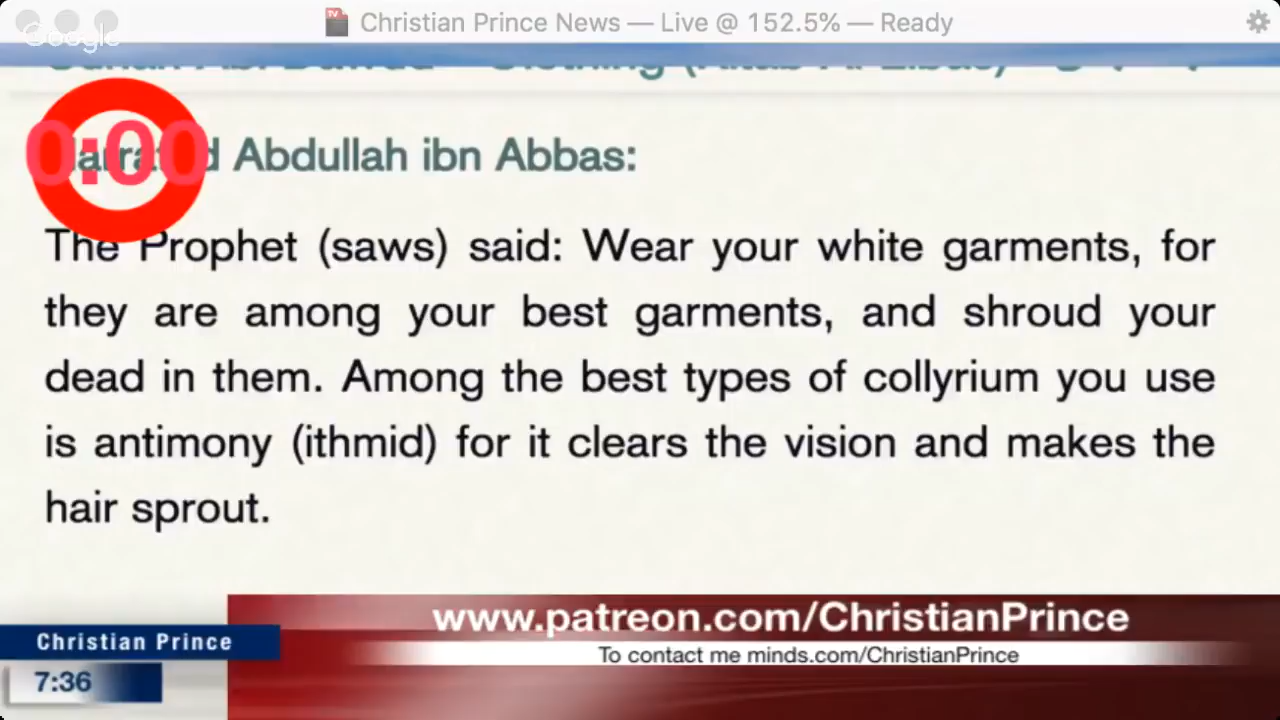 Christian Prince News — Live @ 152.5% — Ready
Google
0:00
Narrated Abdullah ibn Abbas:
The Prophet (saws) said: Wear your white garments, for
they are among your best garments, and shroud your
dead in them. Among the best types of collyrium you use
is antimony (ithmid) for it clears the vision and makes the
hair sprout.
www.patreon.com/ChristianPrince
Christian Prince
To contact me minds.com/ChristianPrince
7:36